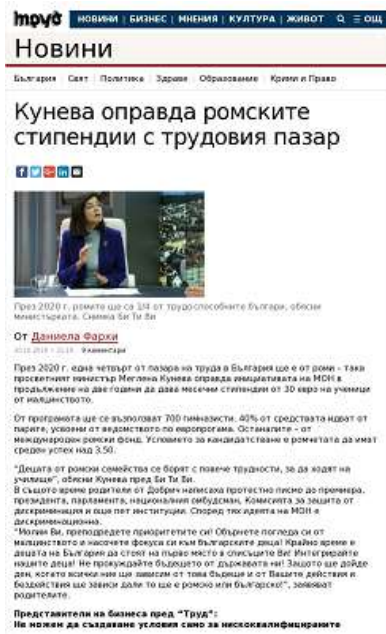 труд НОВИНИ | БИЗНЕС | МНЕНИЯ | КУЛТУРА | ЖИВОТ ОЩ
Новини
България Свят Политика Здраве Образование Крими и Право
Кунева оправда ромските
стипендии с трудовия пазар
През 2020 г. ромите ще са 1/4 от трудоспособните българи, обясни
министърката. Снимка Би Ти Ви
От Даниела Фархи
коментари
През 2020 г. една четвърт от пазара на труда в България ще е от роми - така
просветният министър Меглена Кунева оправда инициативата на МОН в
продължение на две години да дава месечни стипендии от 30 евро на ученици
от малцинството.
От програмата ще се възползват 700 гимназисти. 40% от средствата идват от
парите, усвоени от ведомството по европрограма. Останалите - от
международен ромски фонд. Условието за кандидатстване е ромчетата да имат
среден успех над 3.50.
"Децата от ромски семейства се борят с повече трудности, за да ходят на
училище", обясни Кунева пред Би Ти Ви.
В същото време родители от Добрич написаха протестно писмо до премиера,
президента, парламента, националния омбудсман, Комисията за защита от
дискриминация и още пет институции. Според тях идеята на МОН е
дискриминационна.
"Молим Ви, преподредете приоритетите си! Обърнете погледа си от
малцинството и насочете фокуса си към българските деца! Крайно време е
децата на България да стоят на първо място в списъците Ви! Интегрирайте
нашите деца! Не прокуждайте бъдещето от държавата ни! Защото ще дойде
ден, когато всички ние ще зависим от това бъдеще и от Вашите действия и
бездействия ще зависи дали то ще е ромско или българско!", заявяват
родителите.
Представители на бизнеса пред "Труд":
Не можем да създаваме условия само за нискоквалифицираните